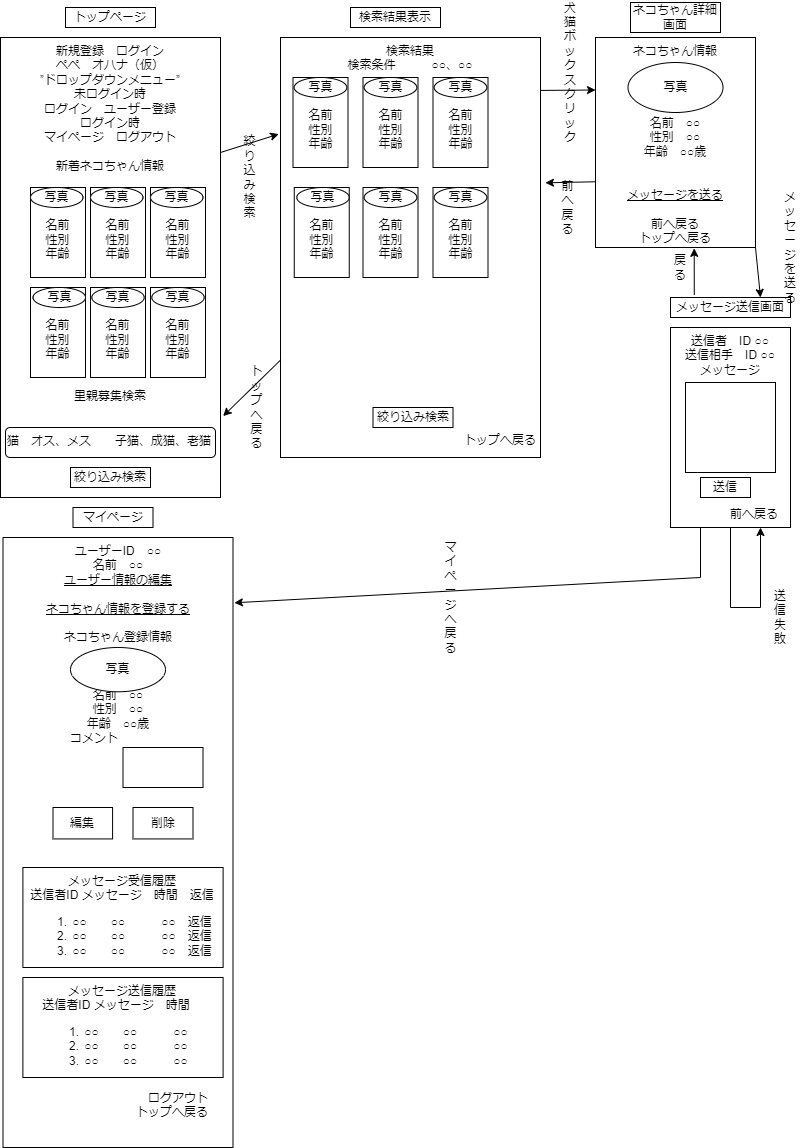 トップページ
新規登録　ログイン
ペペ　オハナ（仮）
”ドロップダウンメニュー”
未ログイン時
ログイン　ユーザー登録
ログイン時
マイページ　ログアウト
新着ネコちゃん情報
写真
名前
性別
年齢
写真
名前
性別
年齢
写真
名前
性別
年齢
写真
名前
性別
年齢
写真
名前
性別
年齢
写真
名前
性別
年齢
里親募集検索
猫　オス、メス　　子猫、成猫、老猫
絞り込み検索
絞り込み検索
検索結果表示
検索結果
検索条件　　　○○、○○
写真
名前
性別
年齢
写真
名前
性別
年齢
写真
名前
性別
年齢
写真
名前
性別
年齢
写真
名前
性別
年齢
写真
名前
性別
年齢
絞り込み検索
トップへ戻る
トップへ戻る
犬猫ボックスクリック
前へ戻る
ネコちゃん詳細
画面
ネコちゃん情報
写真
名前　○○
性別　○○
年齢　○○歳
メッセージを送る
前へ戻る
トップへ戻る
戻る
メッセージを送る
メッセージ送信画面
送信者　ID ○○
送信相手　ID ○○
メッセージ
送信
前へ戻る
送信失敗
マイページへ戻る
マイページ
ユーザーID　○○
名前　○○
ユーザー情報の編集
ネコちゃん情報を登録する
ネコちゃん登録情報
写真
名前　○○
性別　○○
年齢　○○歳
コメント
編集
削除
メッセージ受信履歴
送信者ID メッセージ　時間　返信
1. ○○　　○○　　　○○　返信
2. ○○　　○○　　　○○　返信
3. ○○　　○○　　　○○　返信
メッセージ送信履歴
送信者ID メッセージ　時間
1. ○○　　○○　　　○○
2. ○○　　○○　　　○○
3. ○○　　○○　　　○○
ログアウト
トップへ戻る